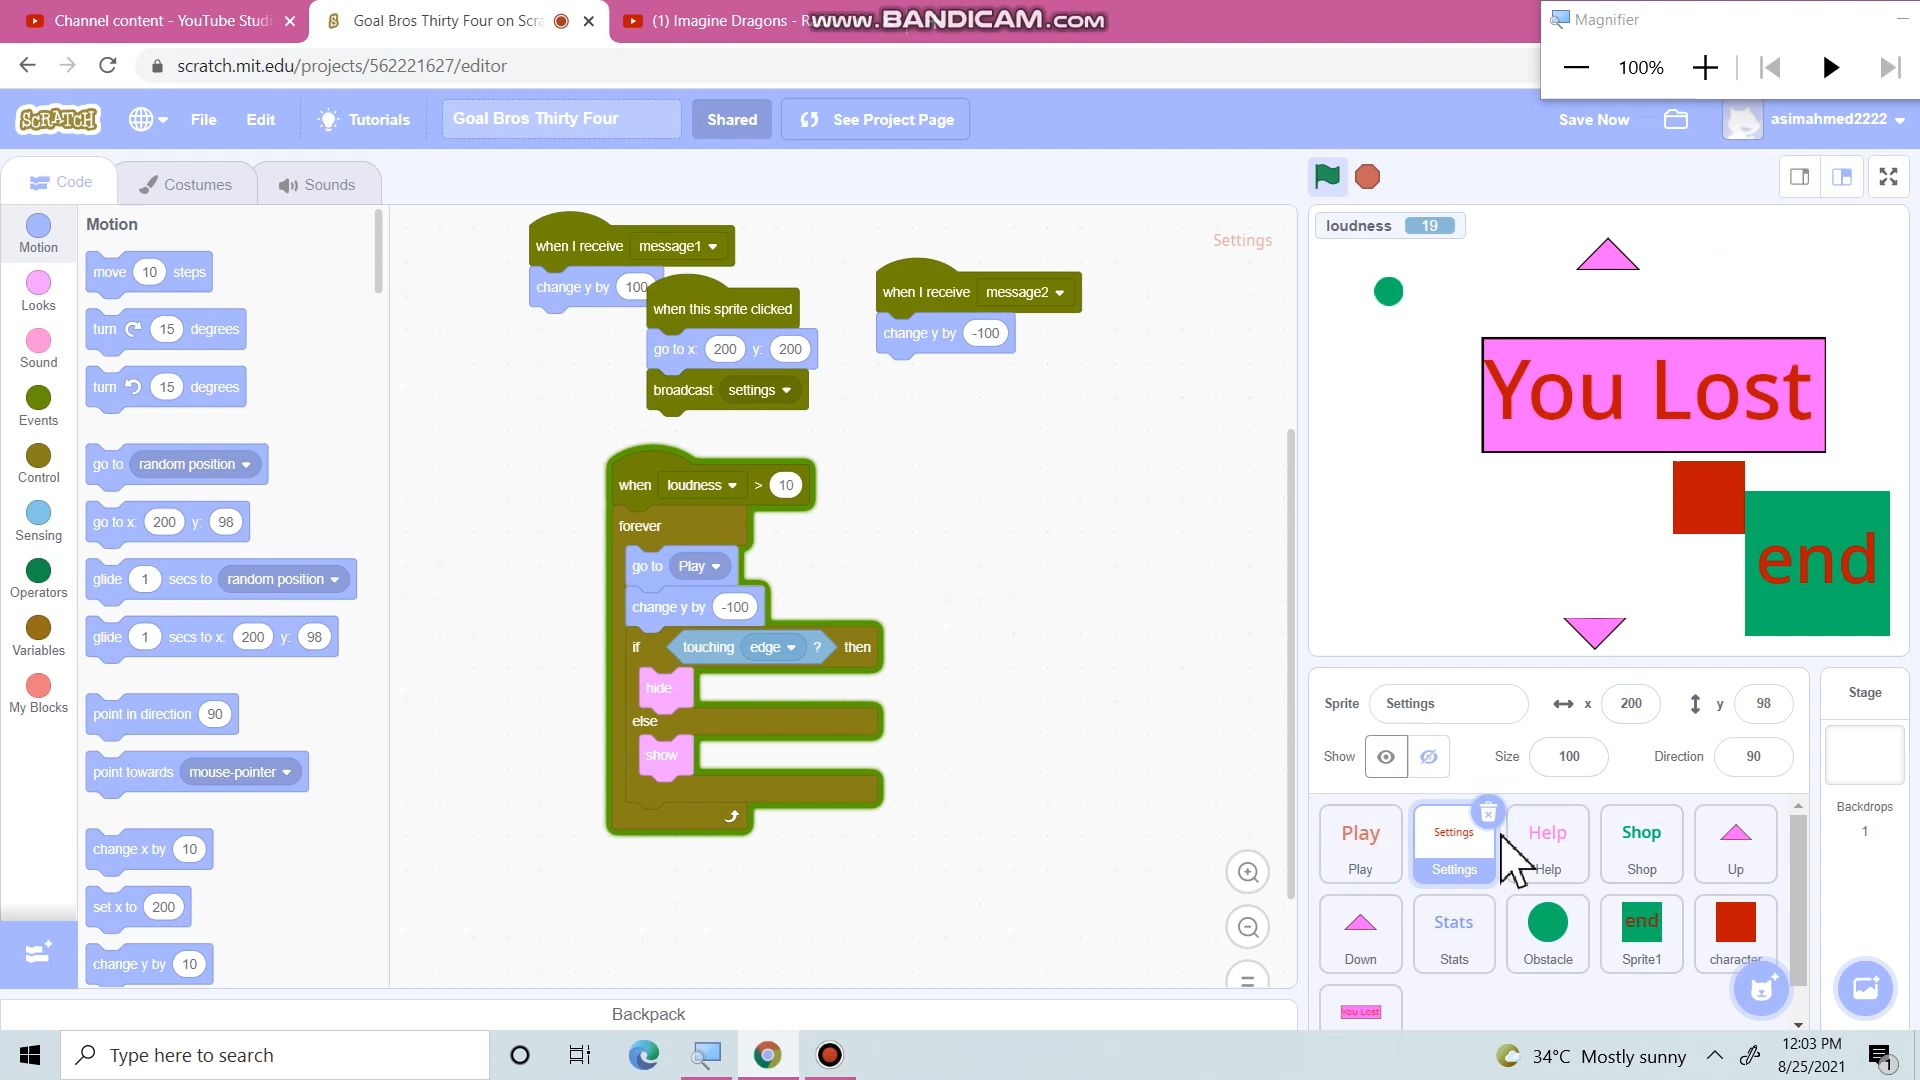 Channel content - YouTube Studi
Goal Bros Thirty Four on Scra
(1) Imagine Dragons - R
www.BANDICAM.com
Magnifier
100%
scratch.mit.edu/projects/562221627/editor
SCRATCH
File
Edit
Tutorials
Goal Bros Thirty Four
Shared
See Project Page
Save Now
asimahmed2222
Code
Costumes
Sounds
Motion
Looks
Sound
Events
Control
Sensing
Operators
Variables
My Blocks
Motion
move 10 steps
turn 15 degrees
turn 15 degrees
go to random position
go to x: 200 y: 98
glide 1 secs to random position
glide 1 secs to x: 200 y: 98
point in direction 90
point towards mouse-pointer
change x by 10
set x to 200
change y by 10
when I receive message1
change y by 100
when this sprite clicked
go to x: 200 y: 200
broadcast settings
when I receive message2
change y by -100
Settings
when loudness > 10
forever
go to Play
change y by -100
if touching edge ? then
hide
else
show
Backpack
loudness 19
You Lost
end
Sprite Settings x 200 y 98
Show Size 100 Direction 90
Stage
Backdrops
1
Play
Play
Settings
Settings
Help
Help
Shop
Shop
Up
Down
Stats
Stats
Obstacle
end
Sprite1
character
You Lost
Type here to search
34°C Mostly sunny
12:03 PM
8/25/2021
1